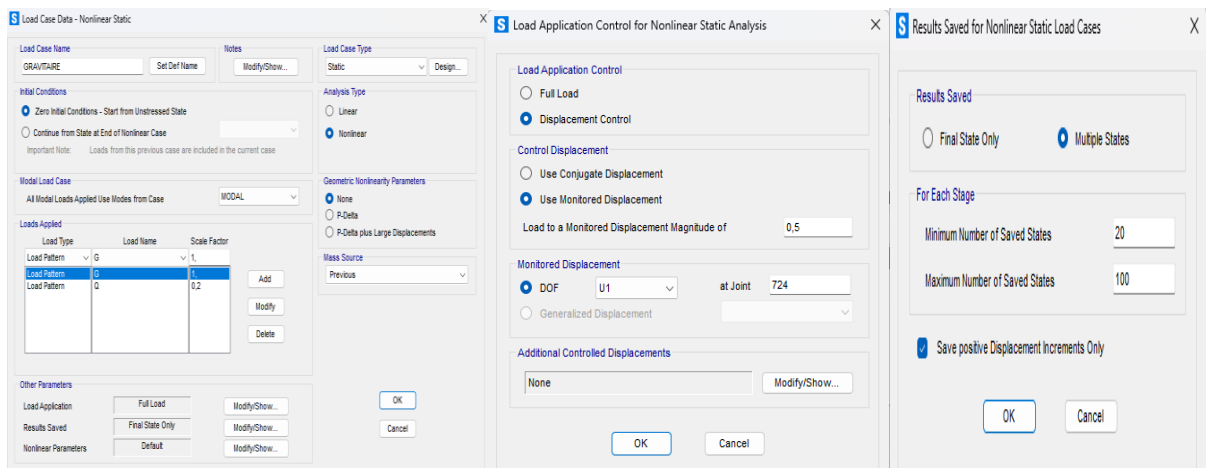 Load Case Data - Nonlinear Static
Load Case Name
GRAVITAIRE
Set Def Name
Notes
Modify/Show...
Load Case Type
Static
Design...
Initial Conditions
Zero Initial Conditions - Start from Unstressed State
Continue from State at End of Nonlinear Case
Important Note: Loads from this previous case are included in the current case
Analysis Type
Linear
Nonlinear
Modal Load Case
All Modal Loads Applied Use Modes from Case
MODAL
Geometric Nonlinearity Parameters
None
P-Delta
P-Delta plus Large Displacements
Loads Applied
Load Type Load Name Scale Factor
Load Pattern G 1,
Load Pattern G 1,
Load Pattern Q 0,2
Add
Modify
Delete
Mass Source
Previous
Other Parameters
Load Application Full Load Modify/Show...
Results Saved Final State Only Modify/Show...
Nonlinear Parameters Default Modify/Show...
OK
Cancel
Load Application Control for Nonlinear Static Analysis
Load Application Control
Full Load
Displacement Control
Control Displacement
Use Conjugate Displacement
Use Monitored Displacement
Load to a Monitored Displacement Magnitude of 0,5
Monitored Displacement
DOF U1 at Joint 724
Generalized Displacement
Additional Controlled Displacements
None Modify/Show...
OK Cancel
Results Saved for Nonlinear Static Load Cases
Results Saved
Final State Only Multiple States
For Each Stage
Minimum Number of Saved States 20
Maximum Number of Saved States 100
Save positive Displacement Increments Only
OK Cancel